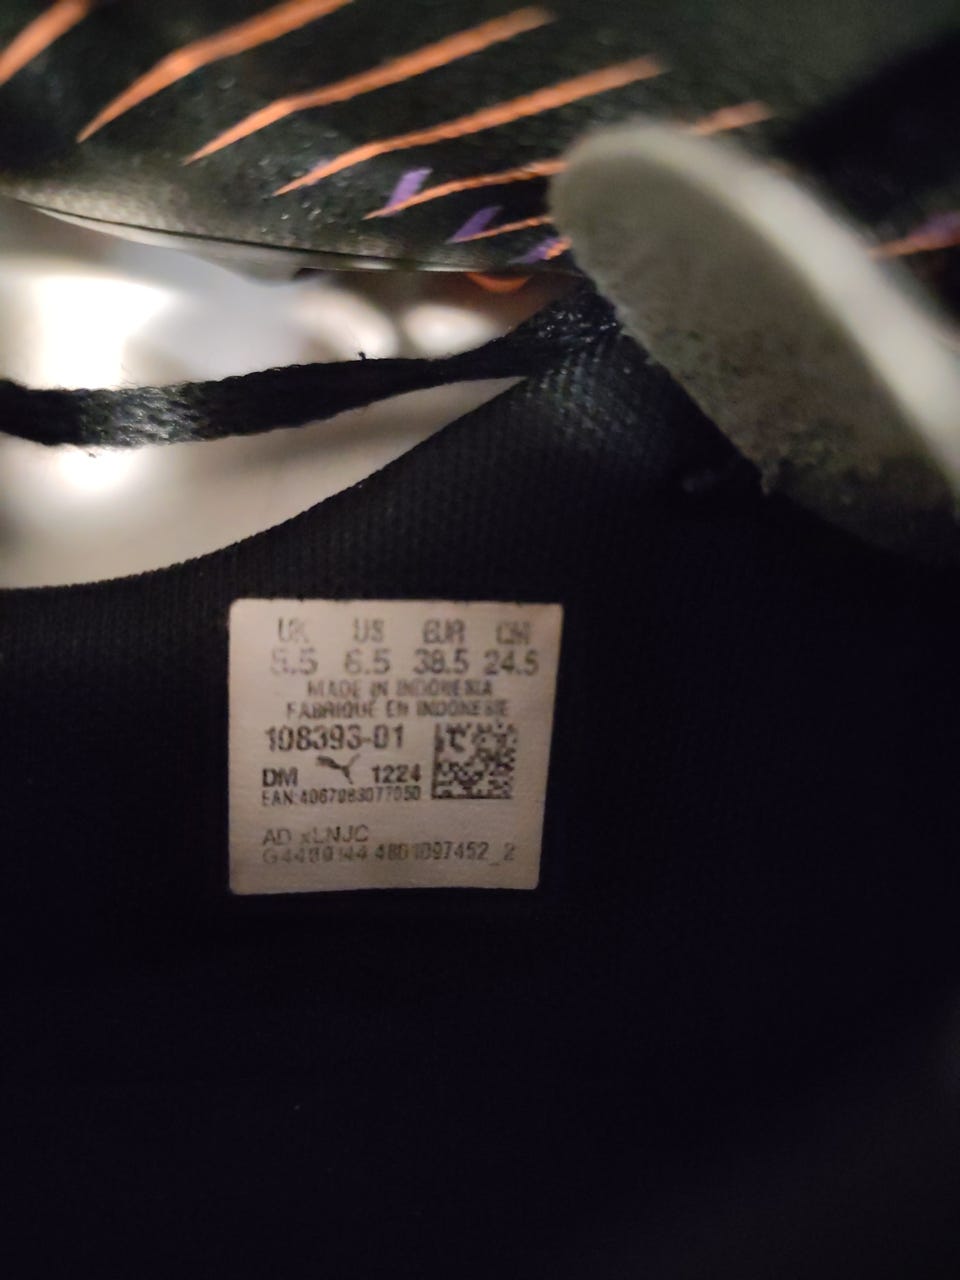 UK US EUR CM
5.5 6.5 38.5 24.5
MADE IN INDONESIA
FABRIQUE EN INDONESIE
108393-01
DM 1224
EAN:4067983077050
AD xLNJC